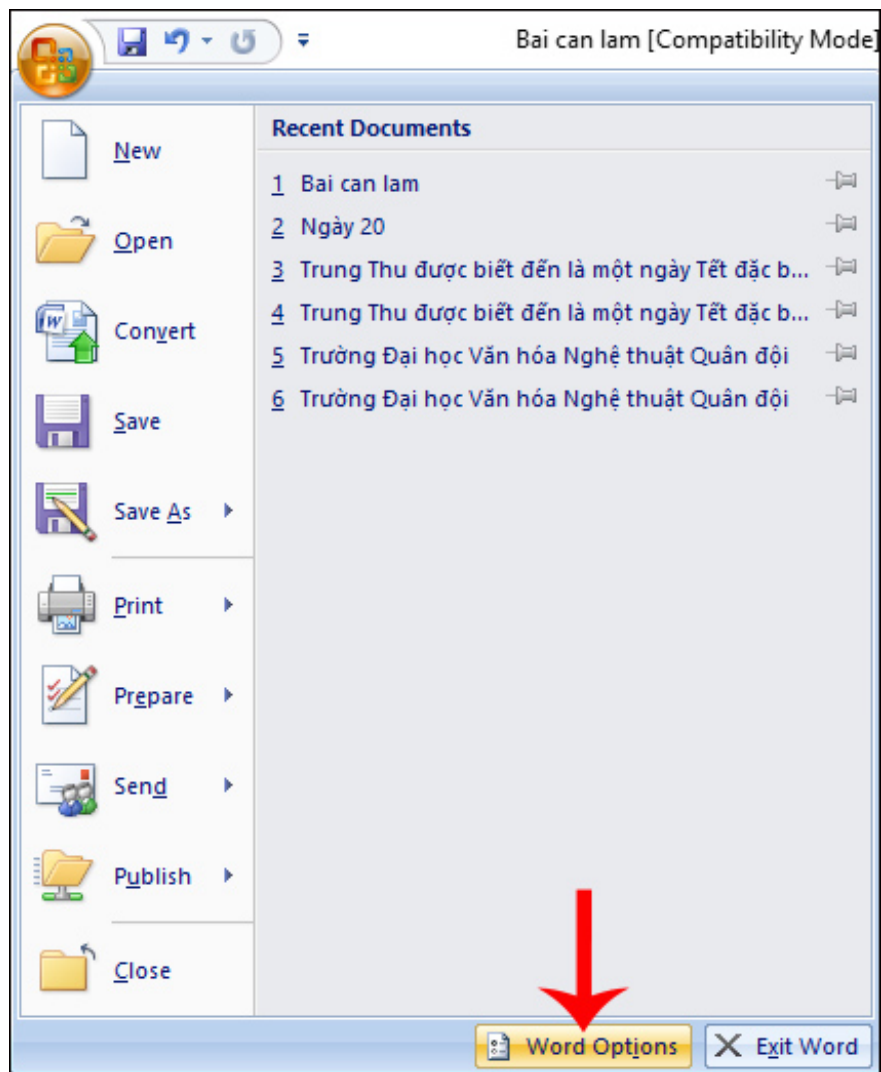 Bai can lam [Compatibility Mode]
New
Open
Convert
Save
Save As
Print
Prepare
Send
Publish
Close
Recent Documents
1 Bai can lam
2 Ngày 20
3 Trung Thu được biết đến là một ngày Tết đặc b...
4 Trung Thu được biết đến là một ngày Tết đặc b...
5 Trường Đại học Văn hóa Nghệ thuật Quân đội
6 Trường Đại học Văn hóa Nghệ thuật Quân đội
Word Options
Exit Word